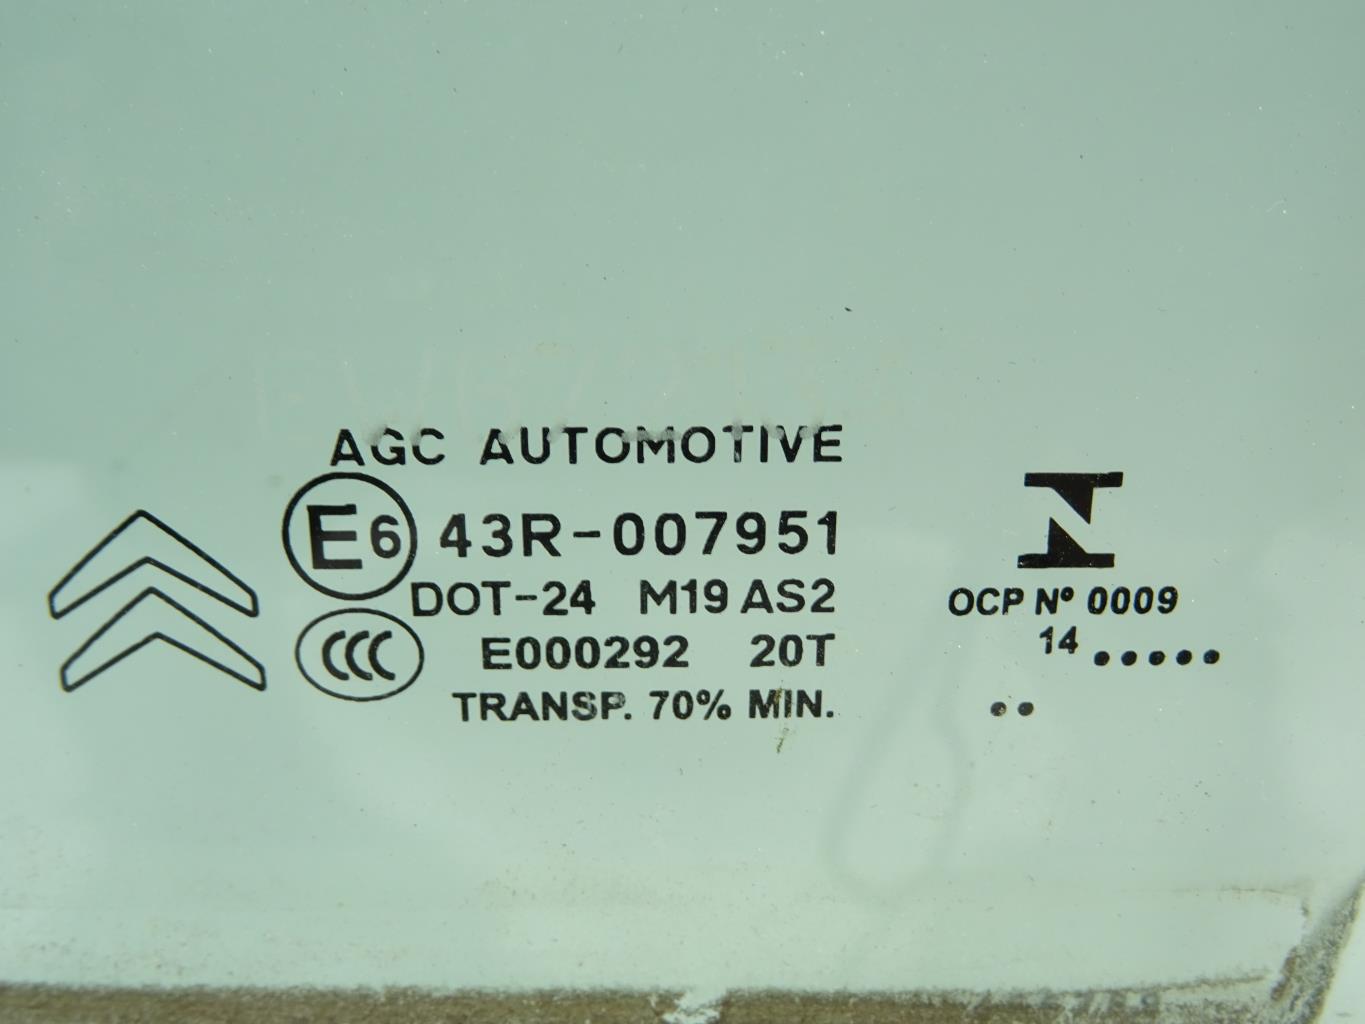 AGC AUTOMOTIVE
E6 43R-007951
DOT-24 M19 AS2
CCC E000292 20T
TRANSP. 70% MIN.
OCP Nº 0009
14 .....
..